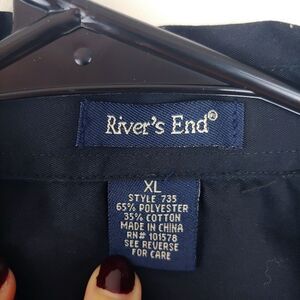 River's End®
XL
STYLE 735
65% POLYESTER
35% COTTON
MADE IN CHINA
RN# 101578
SEE REVERSE
FOR CARE